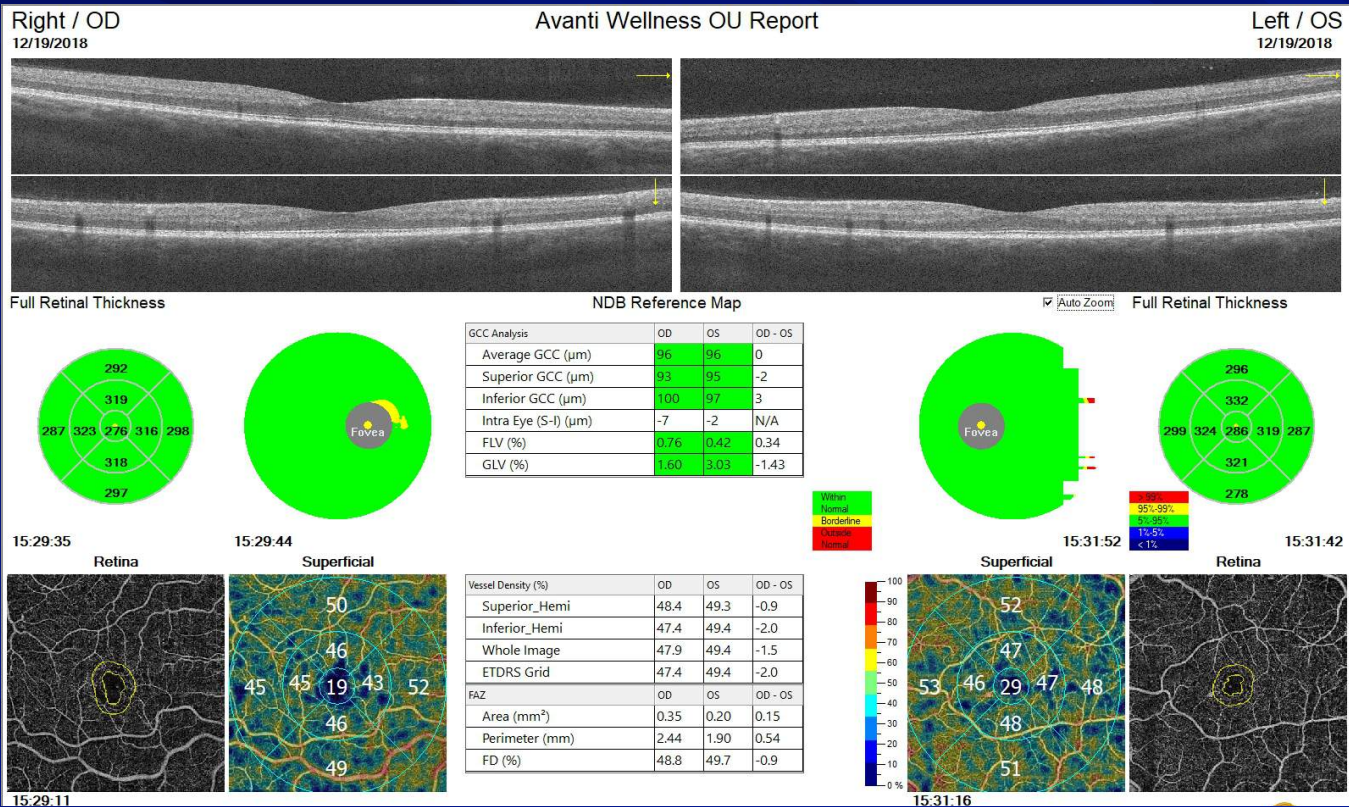 Right / OD
Avanti Wellness OU Report
Left / OS
12/19/2018
12/19/2018
Full Retinal Thickness
NDB Reference Map
Auto Zoom
Full Retinal Thickness
292
319
287 323 276 316 298
318
297
15:29:35
Fovea
15:29:44
GCC Analysis OD OS OD - OS
Average GCC (µm) 96 96 0
Superior GCC (µm) 93 95 -2
Inferior GCC (µm) 100 97 3
Intra Eye (S-I) (µm) -7 -2 N/A
FLV (%) 0.76 0.42 0.34
GLV (%) 1.60 3.03 -1.43
Within
Normal
Borderline
Outside
Normal
Fovea
15:31:52
296
332
299 324 286 319 287
321
278
> 99%
95%-99%
5%-95%
1%-5%
< 1%
15:31:42
Retina
Superficial
Superficial
Retina
50
46
45 45 19 43 52
46
49
15:29:11
Vessel Density (%) OD OS OD - OS
Superior_Hemi 48.4 49.3 -0.9
Inferior_Hemi 47.4 49.4 -2.0
Whole Image 47.9 49.4 -1.5
ETDRS Grid 47.4 49.4 -2.0
FAZ OD OS OD - OS
Area (mm²) 0.35 0.20 0.15
Perimeter (mm) 2.44 1.90 0.54
FD (%) 48.8 49.7 -0.9
100
90
80
70
60
50
40
30
20
10
0 %
52
47
53 46 29 47 48
48
51
15:31:16